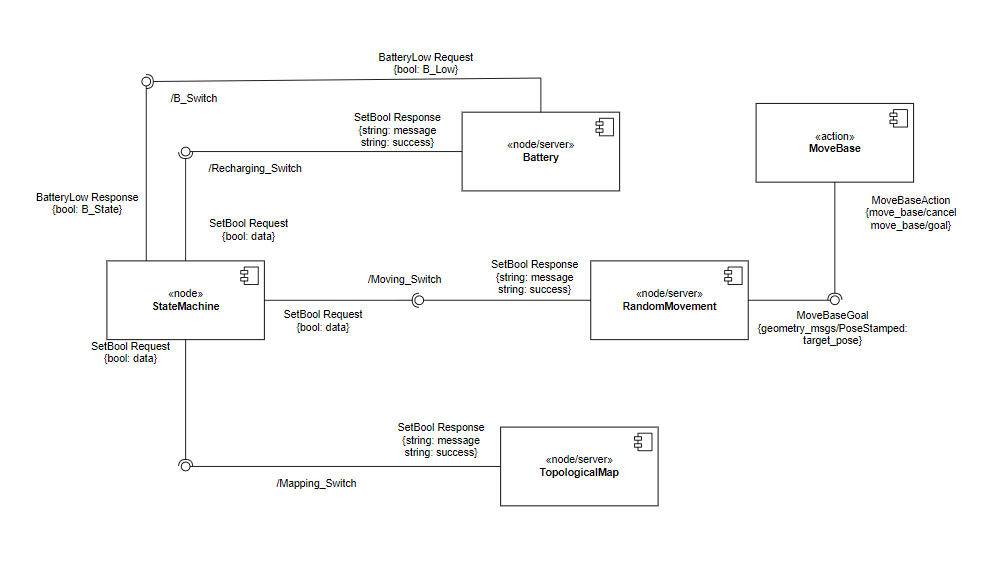 BatteryLow Request
{bool: B_Low}
/B_Switch
SetBool Response
{string: message
string: success}
«node/server»
Battery
«action»
MoveBase
/Recharging_Switch
BatteryLow Response
{bool: B_State}
MoveBaseAction
{move_base/cancel
move_base/goal}
SetBool Request
{bool: data}
«node»
StateMachine
/Moving_Switch
SetBool Response
{string: message
string: success}
«node/server»
RandomMovement
SetBool Request
{bool: data}
MoveBaseGoal
{geometry_msgs/PoseStamped:
target_pose}
SetBool Request
{bool: data}
SetBool Response
{string: message
string: success}
«node/server»
TopologicalMap
/Mapping_Switch